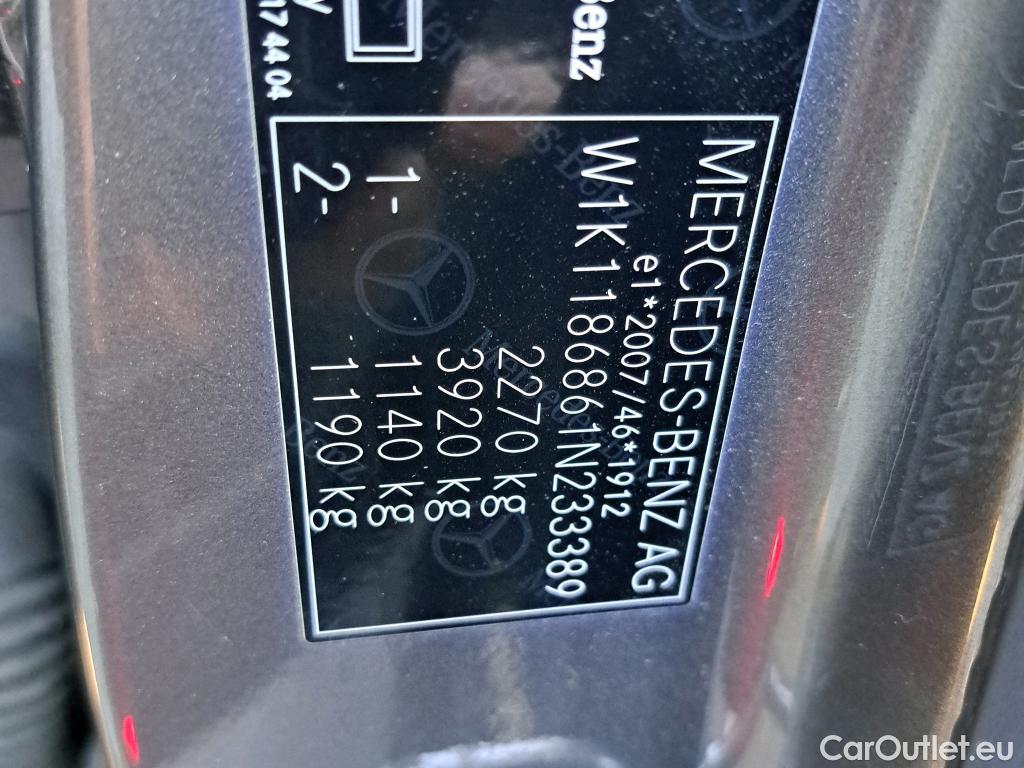 17 44 04
Benz
MERCEDES-BENZ AG
e1*2007/46*1912
W1K1186861N233389
2270 kg
3920 kg
1- 1140 kg
2- 1190 kg
CarOutlet.eu